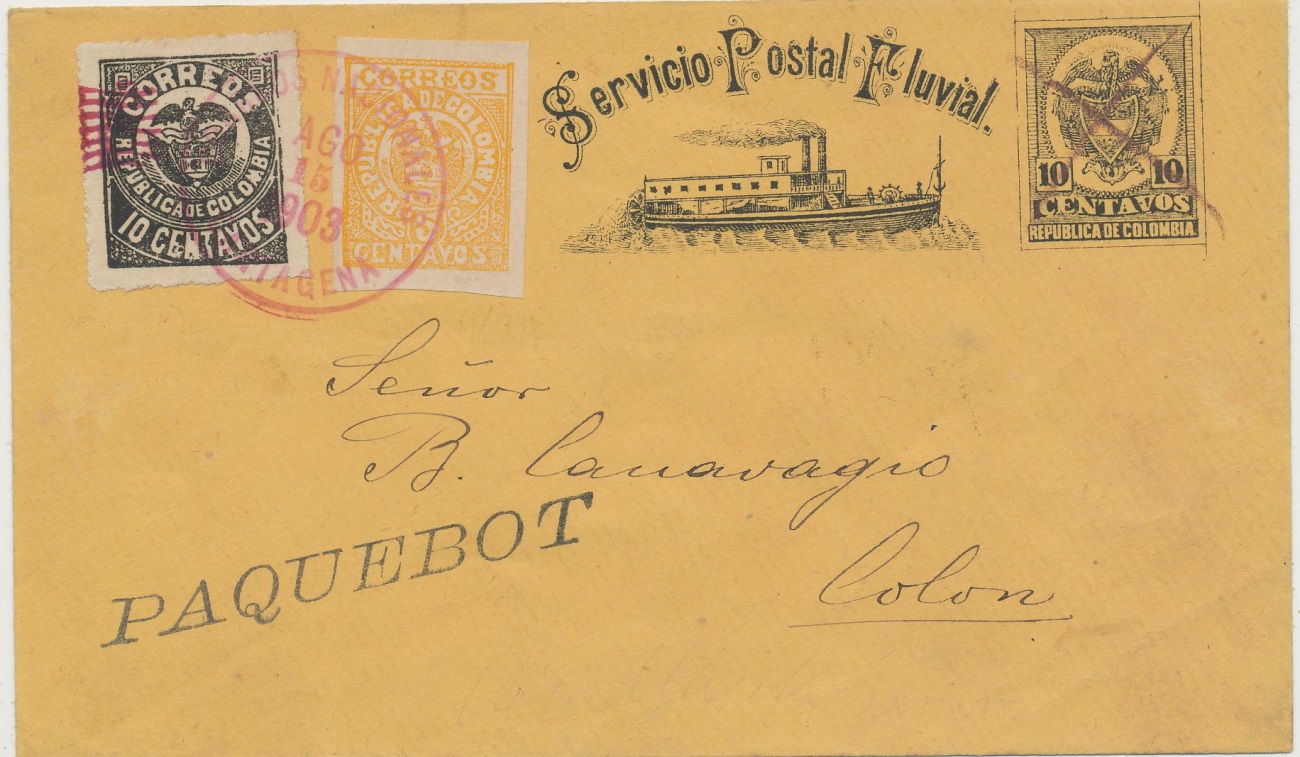 CORREOS
REPUBLICA DE COLOMBIA
10 CENTAVOS
CORREOS
REPUBLICA DE COLOMBIA
CENTAVOS
AGO
15
903
Servicio Postal Fluvial.
10 10
CENTAVOS
REPUBLICA DE COLOMBIA.
Señor
B. Canavagio
Colon
PAQUEBOT